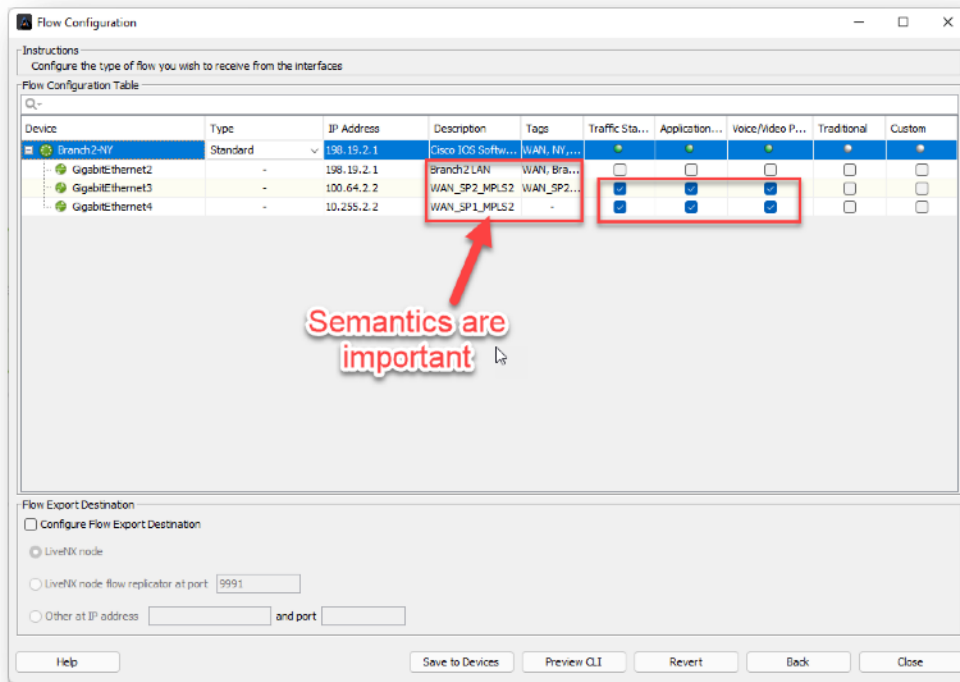 Flow Configuration
Instructions
Configure the type of flow you wish to receive from the interfaces
Flow Configuration Table
Device Type IP Address Description Tags Traffic Sta... Application... Voice/Video P... Traditional Custom
Branch2-NY Standard 198.19.2.1 Cisco IOS Softw... WAN, NY,...
GigabitEthernet2 - 198.19.2.1 Branch2 LAN WAN, Bra...
GigabitEthernet3 - 100.64.2.2 WAN_SP2_MPLS2 WAN_SP2...
GigabitEthernet4 - 10.255.2.2 WAN_SP1_MPLS2 -
Semantics are
important
Flow Export Destination
Configure Flow Export Destination
LiveNX node
LiveNX node flow replicator at port 9991
Other at IP address and port
Help Save to Devices Preview CLI Revert Back Close